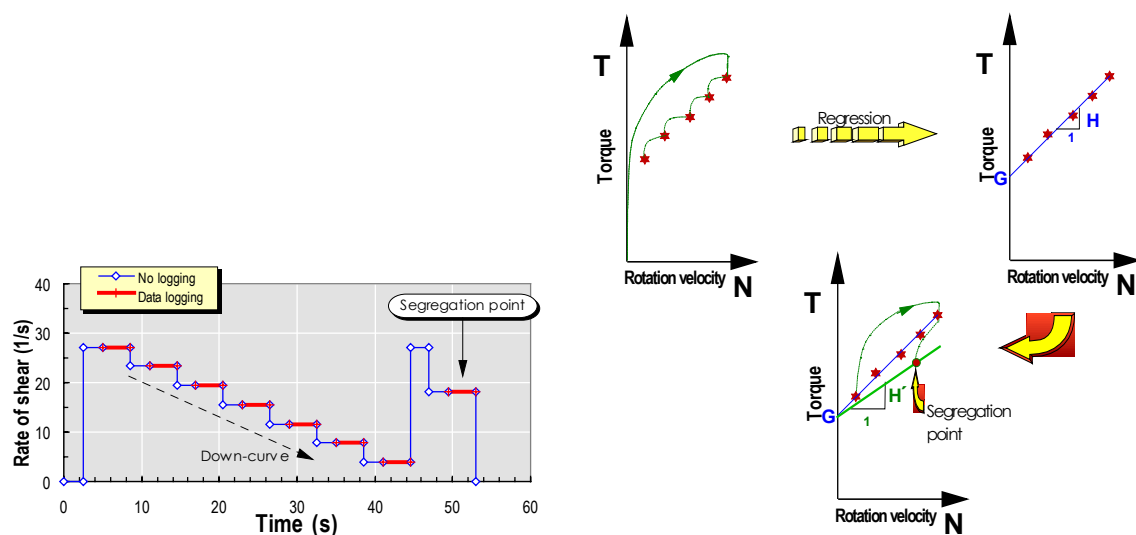 No logging
Data logging
Segregation point
Down-curve
Rate of shear (1/s)
40
30
20
10
0
0 10 20 30 40 50 60
Time (s)
T
Torque
Rotation velocity N
Regression
T
Torque
G
H
1
Rotation velocity N
T
Torque
G
H´
1
Segregation
point
Rotation velocity N